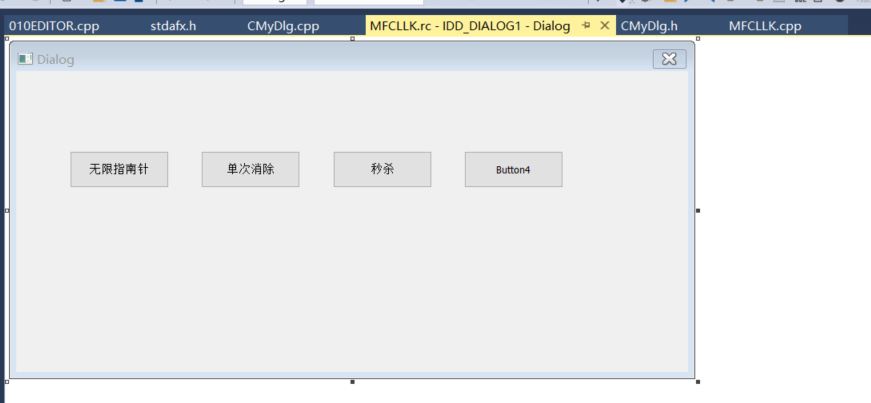 010EDITOR.cpp stdafx.h CMyDlg.cpp MFCLLK.rc - IDD_DIALOG1 - Dialog CMyDlg.h MFCLLK.cpp
Dialog
无限指南针 单次消除 秒杀 Button4